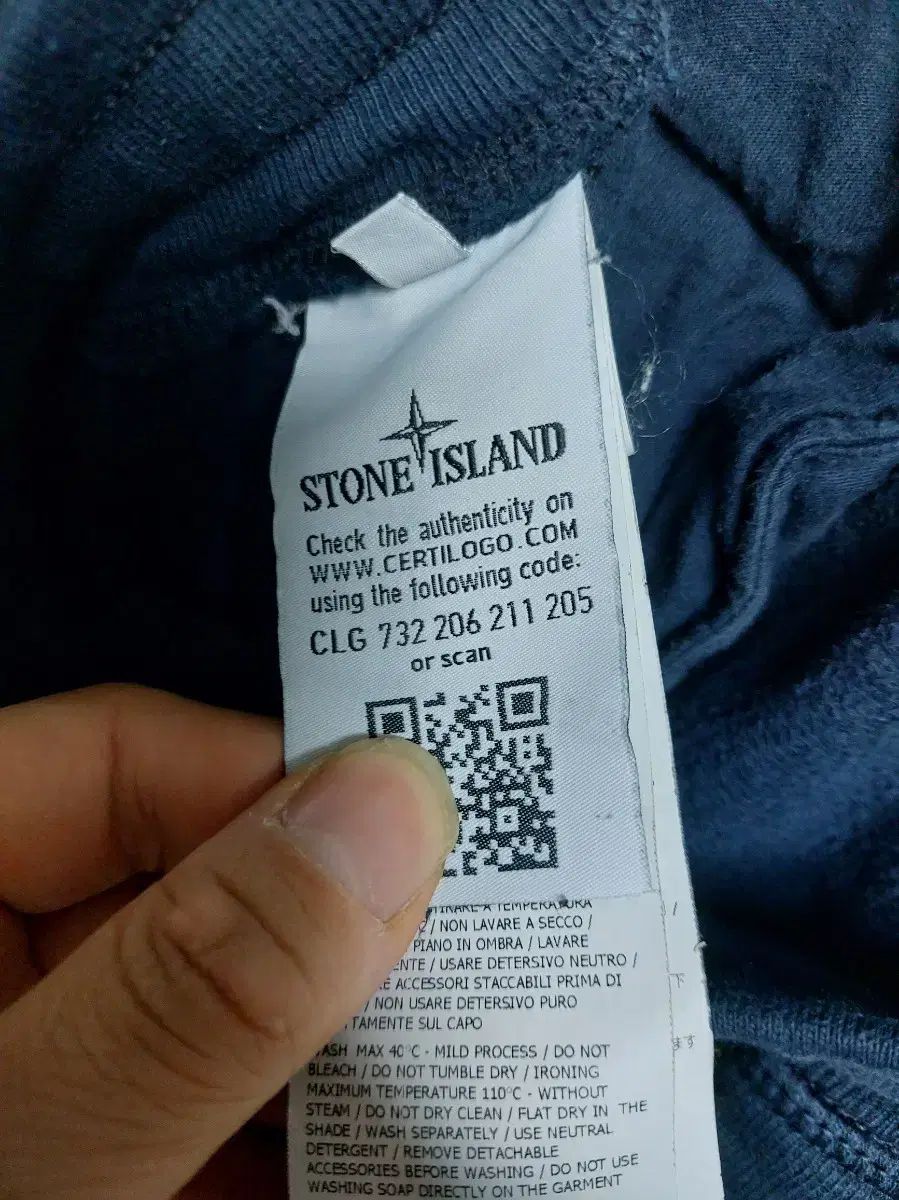 STONE ISLAND
Check the authenticity on
WWW.CERTILOGO.COM
using the following code:
CLG 732 206 211 205
or scan
A TEMPERATURA
/ NON LAVARE A SECCO /
PIANO IN OMBRA / LAVARE
/ USARE DETERSIVO NEUTRO /
ACCESSORI STACCABILI PRIMA DI
/ NON USARE DETERSIVO PURO
SUL CAPO
WASH MAX 40°C - MILD PROCESS / DO NOT
BLEACH / DO NOT TUMBLE DRY / IRONING
MAXIMUM TEMPERATURE 110°C - WITHOUT
STEAM / DO NOT DRY CLEAN / FLAT DRY IN THE
SHADE / WASH SEPARATELY / USE NEUTRAL
DETERGENT / REMOVE DETACHABLE
ACCESSORIES BEFORE WASHING / DO NOT USE
WASHING SOAP DIRECTLY ON THE GARMENT
/
下
ます